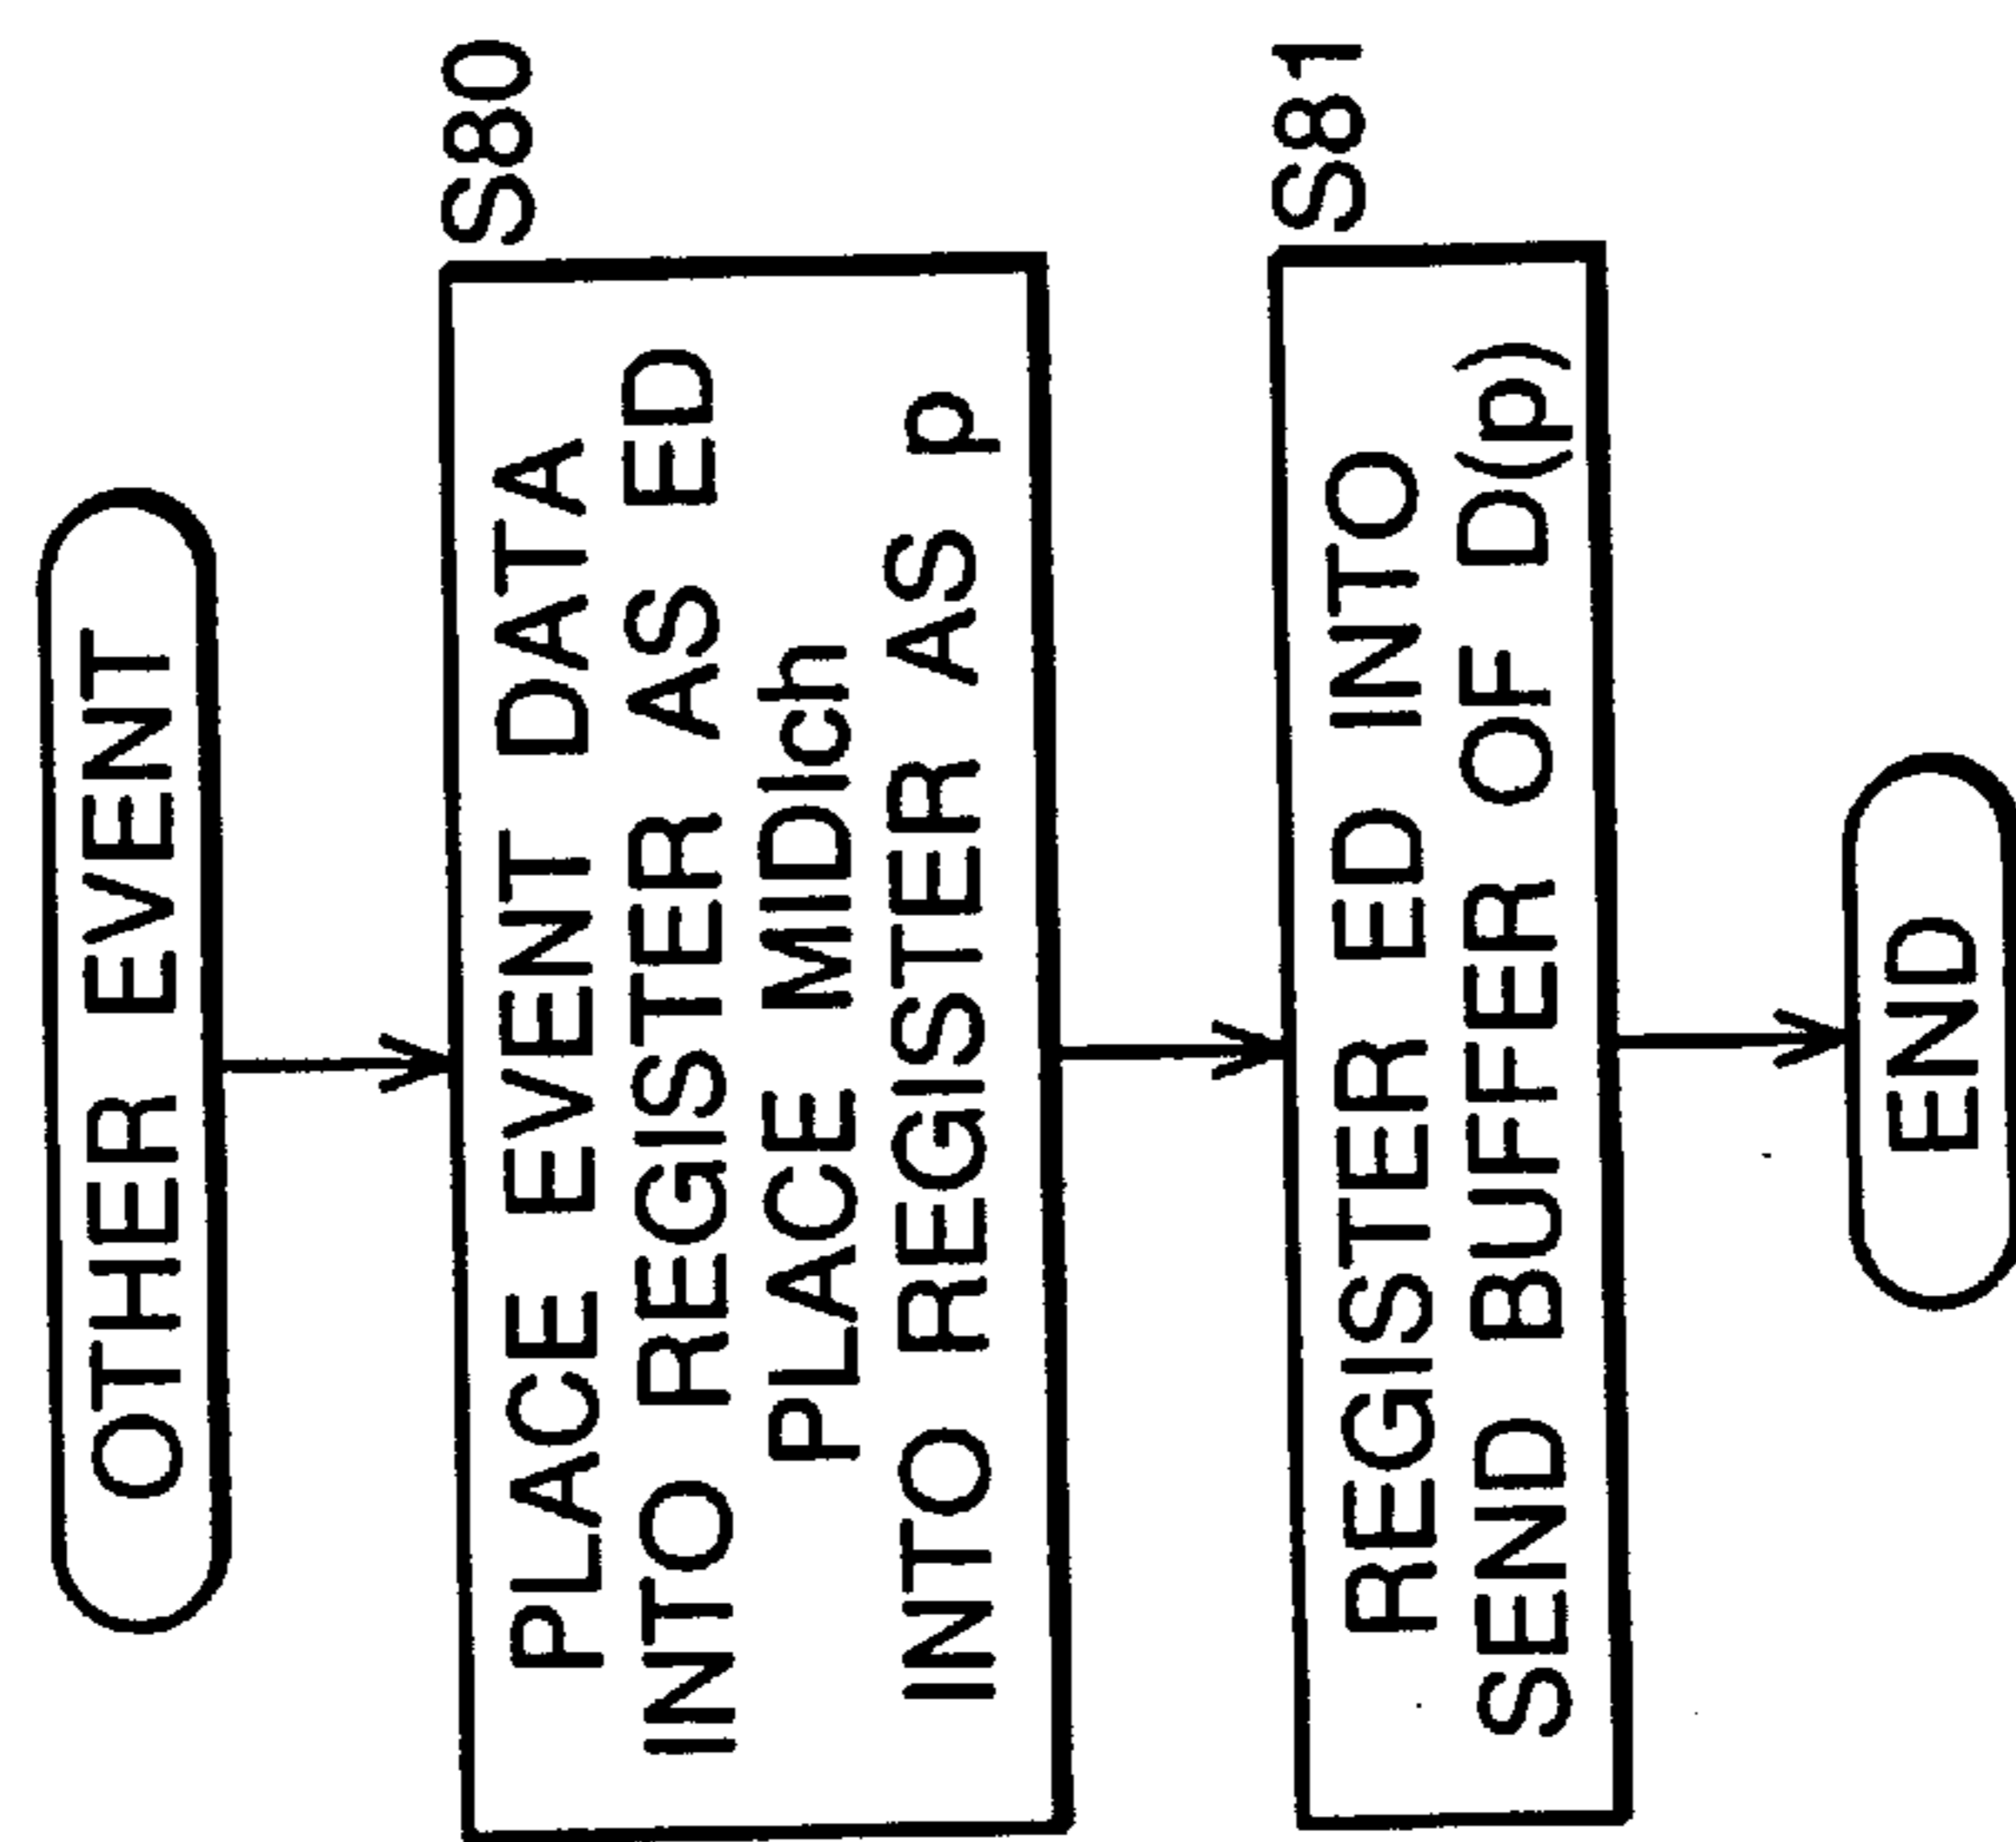 OTHER EVENT
S80
PLACE EVENT DATA
INTO REGISTER AS ED
PLACE MIDIch
INTO REGISTER AS p
S81
REGISTER ED INTO
SEND BUFFER OF D(p)
END